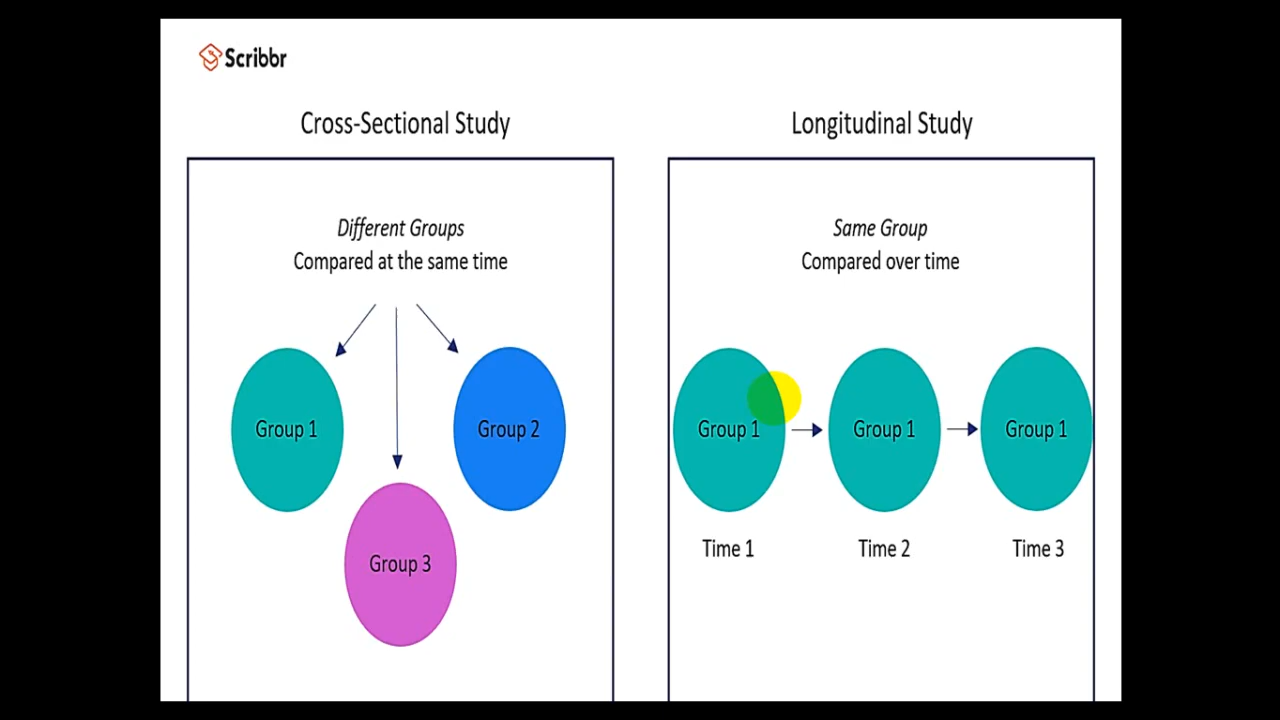 Scribbr
Cross-Sectional Study
Different Groups
Compared at the same time
Group 1
Group 2
Group 3
Longitudinal Study
Same Group
Compared over time
Group 1
Group 1
Group 1
Time 1
Time 2
Time 3